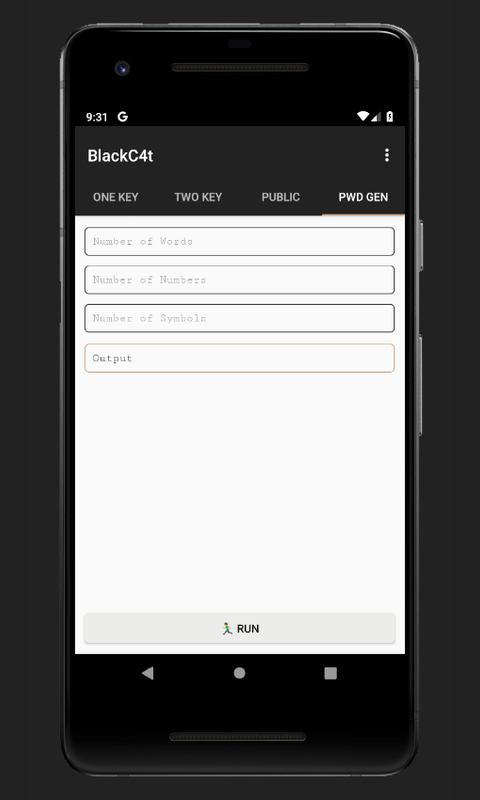 9:31 G
BlackC4t
ONE KEY TWO KEY PUBLIC PWD GEN
Number of Words
Number of Numbers
Number of Symbols
Output
RUN